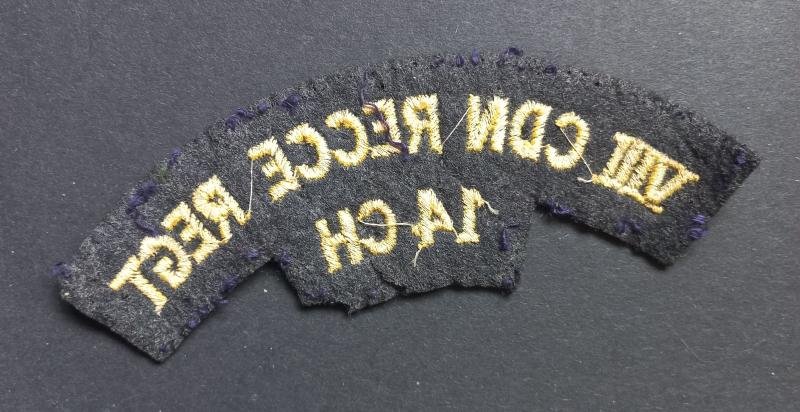 VIII CDN RECCE REGT
14 CH